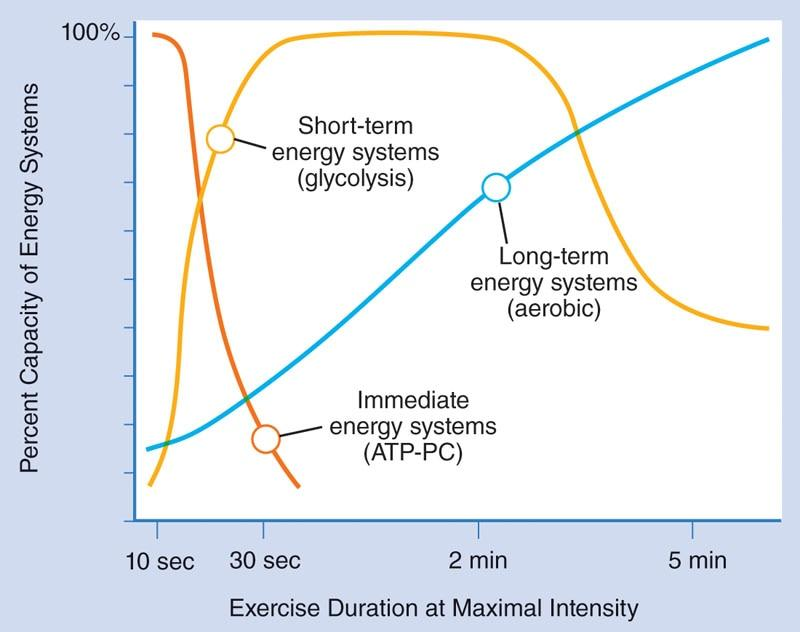 100%
Percent Capacity of Energy Systems
Short-term
energy systems
(glycolysis)
Long-term
energy systems
(aerobic)
Immediate
energy systems
(ATP-PC)
10 sec
30 sec
2 min
5 min
Exercise Duration at Maximal Intensity